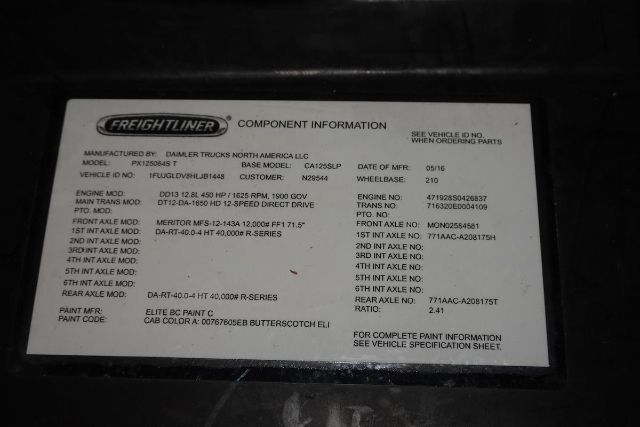 FREIGHTLINER COMPONENT INFORMATION
SEE VEHICLE ID NO.
WHEN ORDERING PARTS
MANUFACTURED BY: DAIMLER TRUCKS NORTH AMERICA LLC
MODEL: PX125064S T BASE MODEL: CA125SLP DATE OF MFR: 05/16
VEHICLE ID NO: 1FUJGLDV8HLJB1448 CUSTOMER: N29544 WHEELBASE: 210
ENGINE MOD: DD13 12.8L 450 HP / 1625 RPM, 1900 GOV ENGINE NO: 471928S0426837
MAIN TRANS MOD: DT12-DA-1650 HD 12-SPEED DIRECT DRIVE TRANS NO: 716320E0004109
PTO. MOD: PTO. NO:
FRONT AXLE MOD: MERITOR MFS-12-143A 12,000# FF1 71.5" FRONT AXLE NO: MON02584581
1ST INT AXLE MOD: DA-RT-40.0-4 HT 40,000# R-SERIES 1ST INT AXLE NO: 771AAC-A208175H
2ND INT AXLE MOD: 2ND INT AXLE NO:
3RD INT AXLE MOD: 3RD INT AXLE NO:
4TH INT AXLE MOD: 4TH INT AXLE NO:
5TH INT AXLE MOD: 5TH INT AXLE NO:
6TH INT AXLE MOD: 6TH INT AXLE NO:
REAR AXLE MOD: DA-RT-40.0-4 HT 40,000# R-SERIES REAR AXLE NO: 771AAC-A208175T
RATIO: 2.41
PAINT MFR: ELITE BC PAINT C
PAINT CODE: CAB COLOR A: 00767605EB BUTTERSCOTCH ELI
FOR COMPLETE PAINT INFORMATION
SEE VEHICLE SPECIFICATION SHEET.